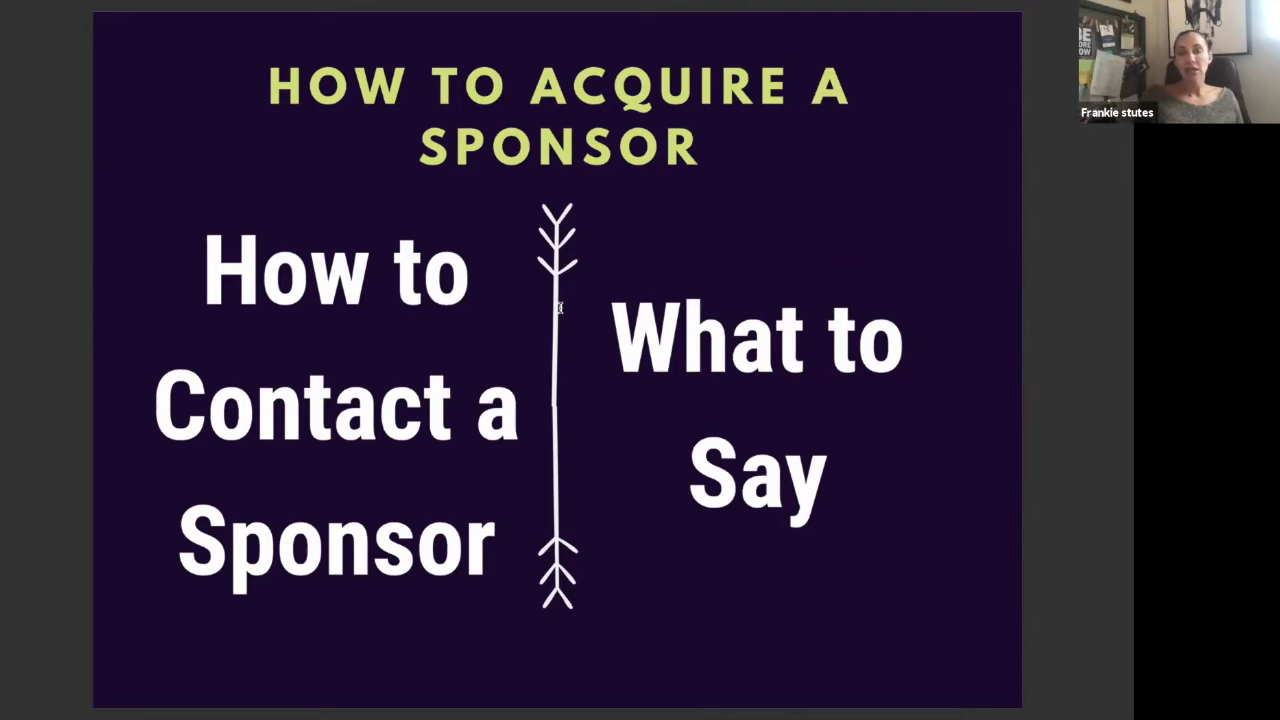 HOW TO ACQUIRE A
SPONSOR
How to
Contact a
Sponsor
What to
Say
Frankie stutes